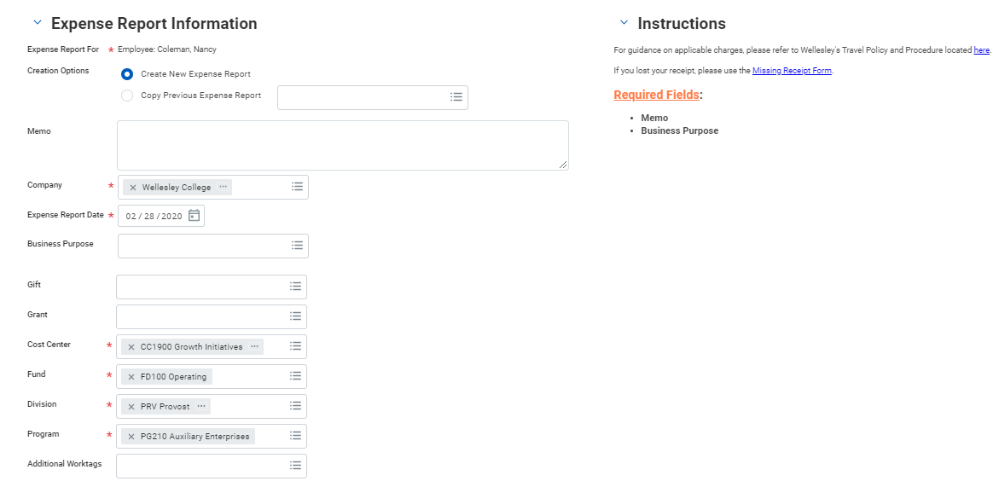 Expense Report Information
Expense Report For * Employee: Coleman, Nancy
Creation Options
Create New Expense Report
Copy Previous Expense Report
Memo
Company * × Wellesley College ...
Expense Report Date * 02 / 28 / 2020
Business Purpose
Gift
Grant
Cost Center * × CC1900 Growth Initiatives ...
Fund * × FD100 Operating
Division * × PRV Provost ...
Program * × PG210 Auxiliary Enterprises
Additional Worktags
Instructions
For guidance on applicable charges, please refer to Wellesley's Travel Policy and Procedure located here.
If you lost your receipt, please use the Missing Receipt Form.
Required Fields:
• Memo
• Business Purpose